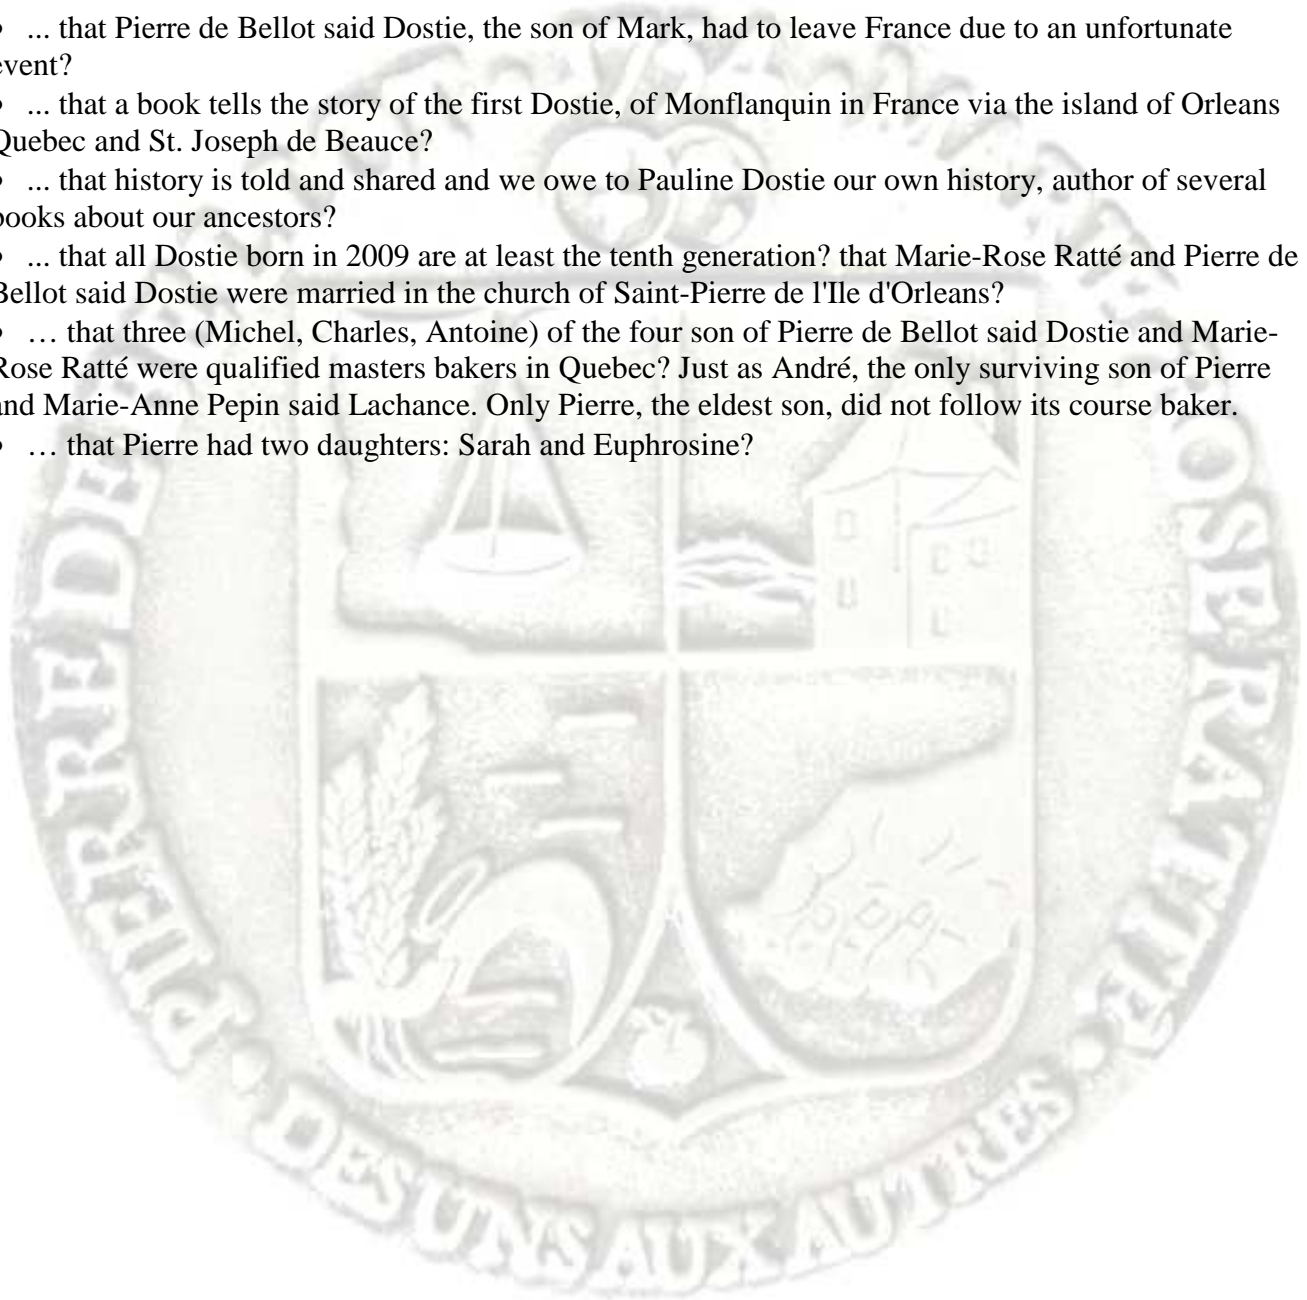 • ... that Pierre de Bellot said Dostie, the son of Mark, had to leave France due to an unfortunate
event?
• ... that a book tells the story of the first Dostie, of Monflanquin in France via the island of Orleans
Quebec and St. Joseph de Beauce?
• ... that history is told and shared and we owe to Pauline Dostie our own history, author of several
books about our ancestors?
• ... that all Dostie born in 2009 are at least the tenth generation? that Marie-Rose Ratté and Pierre de
Bellot said Dostie were married in the church of Saint-Pierre de l'Ile d'Orleans?
• … that three (Michel, Charles, Antoine) of the four son of Pierre de Bellot said Dostie and Marie-
Rose Ratté were qualified masters bakers in Quebec? Just as André, the only surviving son of Pierre
and Marie-Anne Pepin said Lachance. Only Pierre, the eldest son, did not follow its course baker.
• … that Pierre had two daughters: Sarah and Euphrosine?
PIERRE DE
ROSE RATTÉ
DES UNS AUX AUTRES